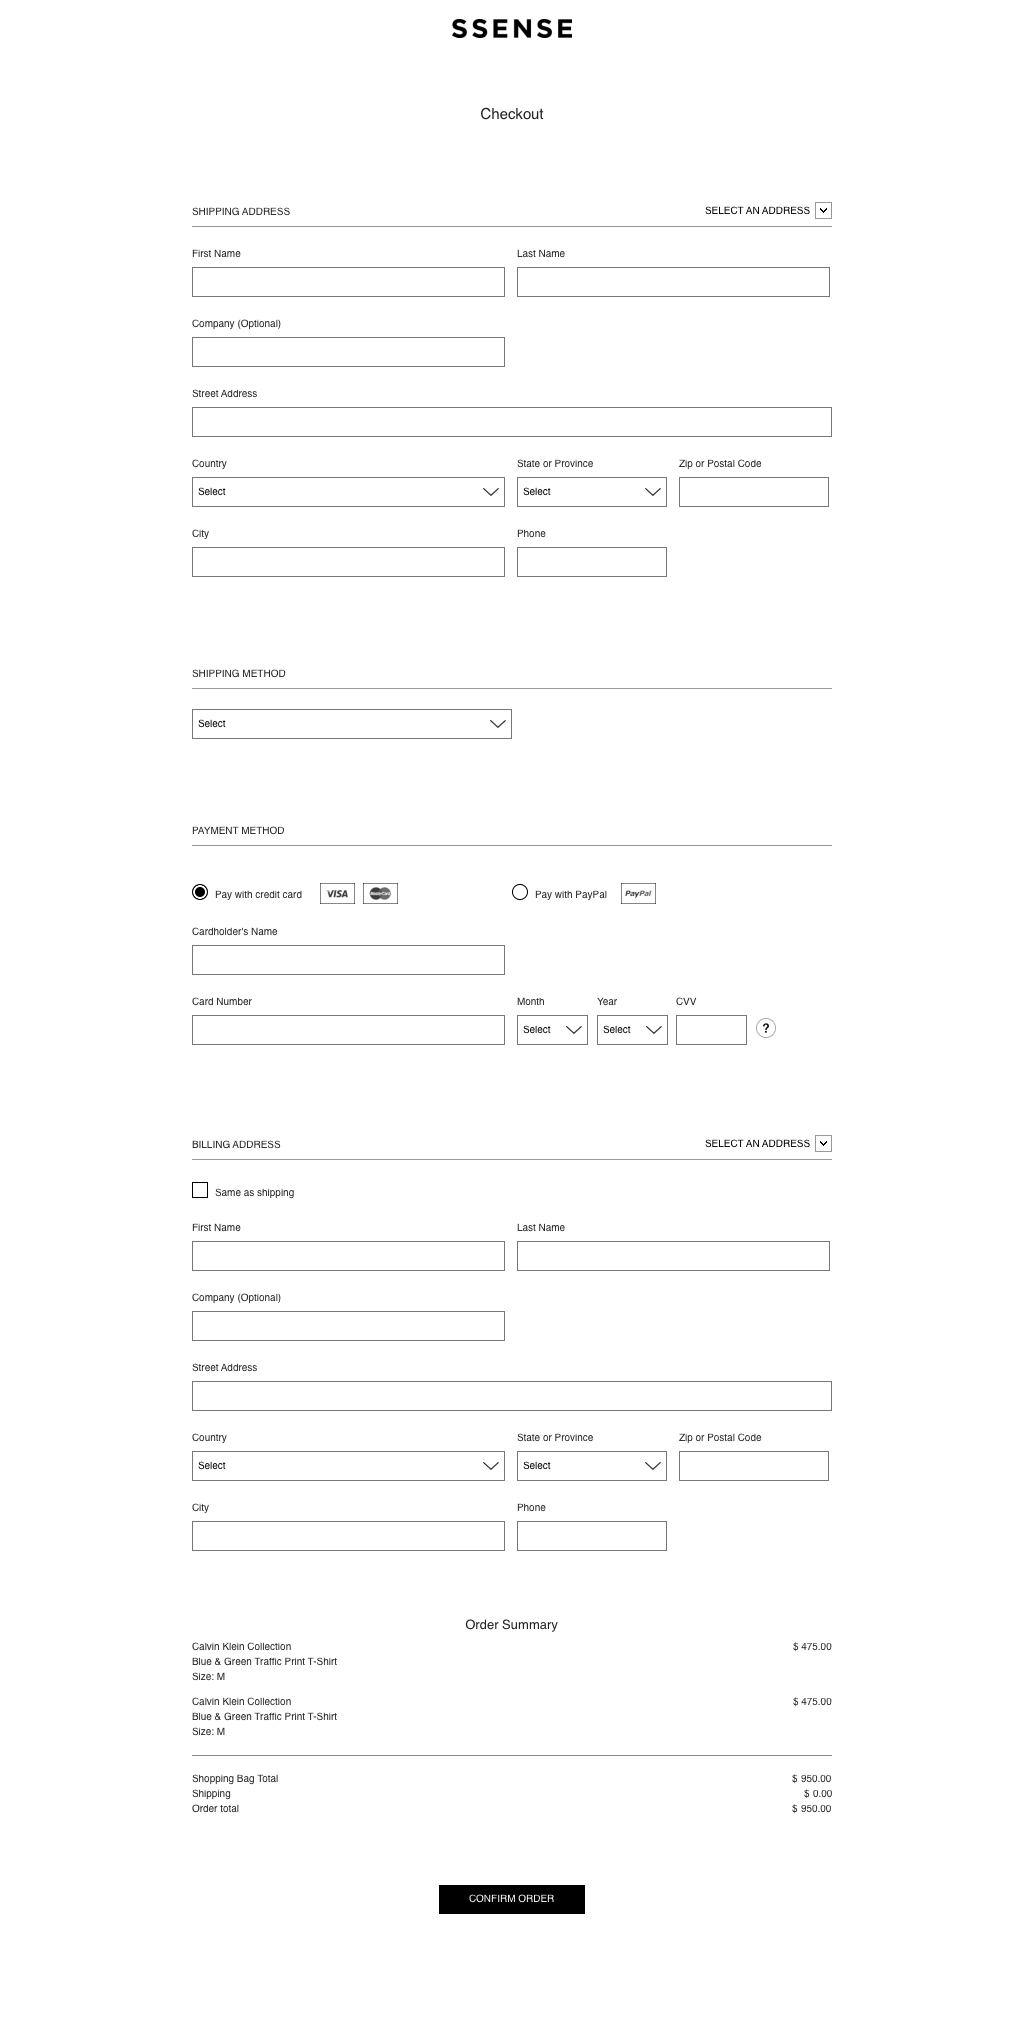 SSENSE
Checkout
SHIPPING ADDRESS SELECT AN ADDRESS
First Name Last Name
Company (Optional)
Street Address
Country State or Province Zip or Postal Code
Select Select
City Phone
SHIPPING METHOD
Select
PAYMENT METHOD
Pay with credit card VISA MasterCard Pay with PayPal PayPal
Cardholder's Name
Card Number Month Year CVV
Select Select ?
BILLING ADDRESS SELECT AN ADDRESS
Same as shipping
First Name Last Name
Company (Optional)
Street Address
Country State or Province Zip or Postal Code
Select Select
City Phone
Order Summary
Calvin Klein Collection $ 475.00
Blue & Green Traffic Print T-Shirt
Size: M
Calvin Klein Collection $ 475.00
Blue & Green Traffic Print T-Shirt
Size: M
Shopping Bag Total $ 950.00
Shipping $ 0.00
Order total $ 950.00
CONFIRM ORDER